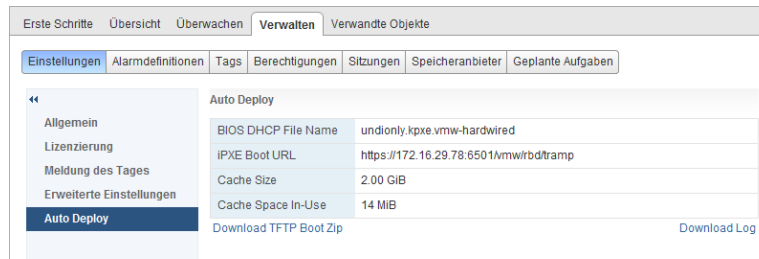 Erste Schritte Übersicht Überwachen Verwalten Verwandte Objekte
Einstellungen Alarmdefinitionen Tags Berechtigungen Sitzungen Speicheranbieter Geplante Aufgaben
Auto Deploy
Allgemein
Lizenzierung
Meldung des Tages
Erweiterte Einstellungen
Auto Deploy
BIOS DHCP File Name undionly.kpxe.vmw-hardwired
iPXE Boot URL https://172.16.29.78:6501/vmw/rbd/tramp
Cache Size 2.00 GiB
Cache Space In-Use 14 MiB
Download TFTP Boot Zip Download Log